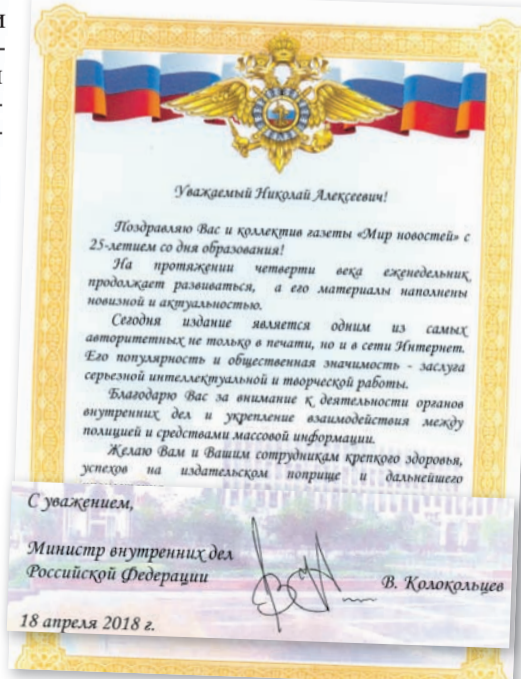 Уважаемый Николай Алексеевич!
Поздравляю Вас и коллектив газеты «Мир новостей» с
25-летием со дня образования!
На протяжении четверти века еженедельник
продолжает развиваться, а его материалы наполнены
новизной и актуальностью.
Сегодня издание является одним из самых
авторитетных не только в печати, но и в сети Интернет.
Его популярность и общественная значимость - заслуга
серьезной интеллектуальной и творческой работы.
Благодарю Вас за внимание к деятельности органов
внутренних дел и укрепление взаимодействия между
полицией и средствами массовой информации.
Желаю Вам и Вашим сотрудникам крепкого здоровья,
успехов на издательском поприще и дальнейшего
С уважением,
Министр внутренних дел
Российской Федерации
В. Колокольцев
18 апреля 2018 г.